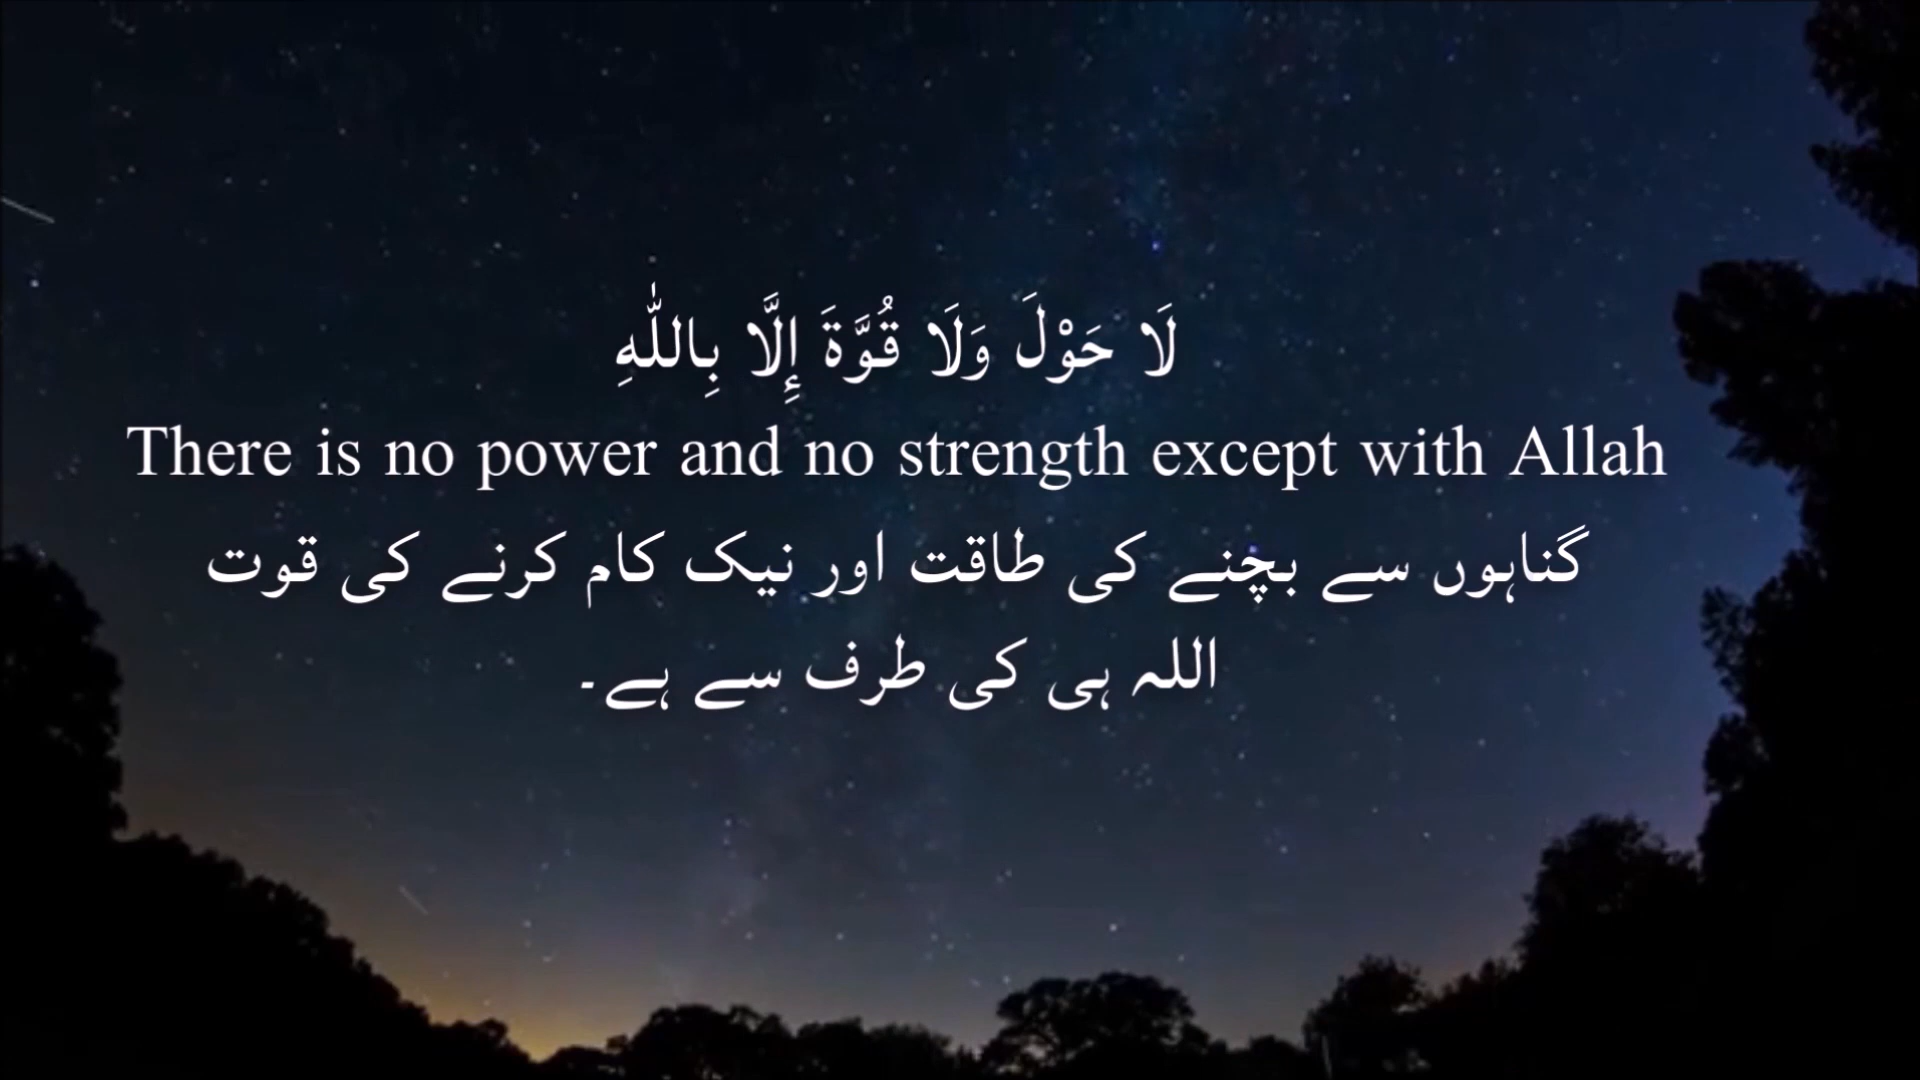 لَا حَوْلَ وَلَا قُوَّةَ إِلَّا بِاللّٰهِ
There is no power and no strength except with Allah
گناہوں سے بچنے کی طاقت اور نیک کام کرنے کی قوت
اللہ ہی کی طرف سے ہے۔